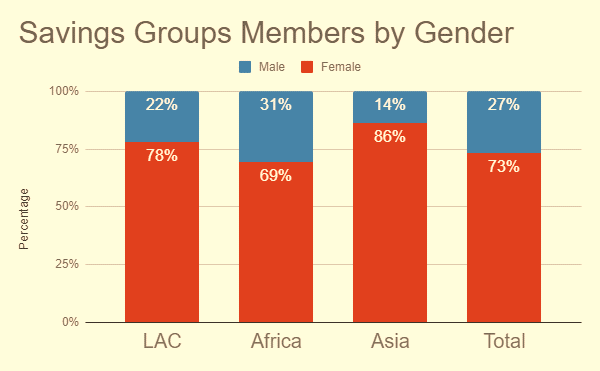 Savings Groups Members by Gender
Male Female
100%
75%
50%
25%
0%
Percentage
22% 31% 14% 27%
78% 69% 86% 73%
LAC Africa Asia Total